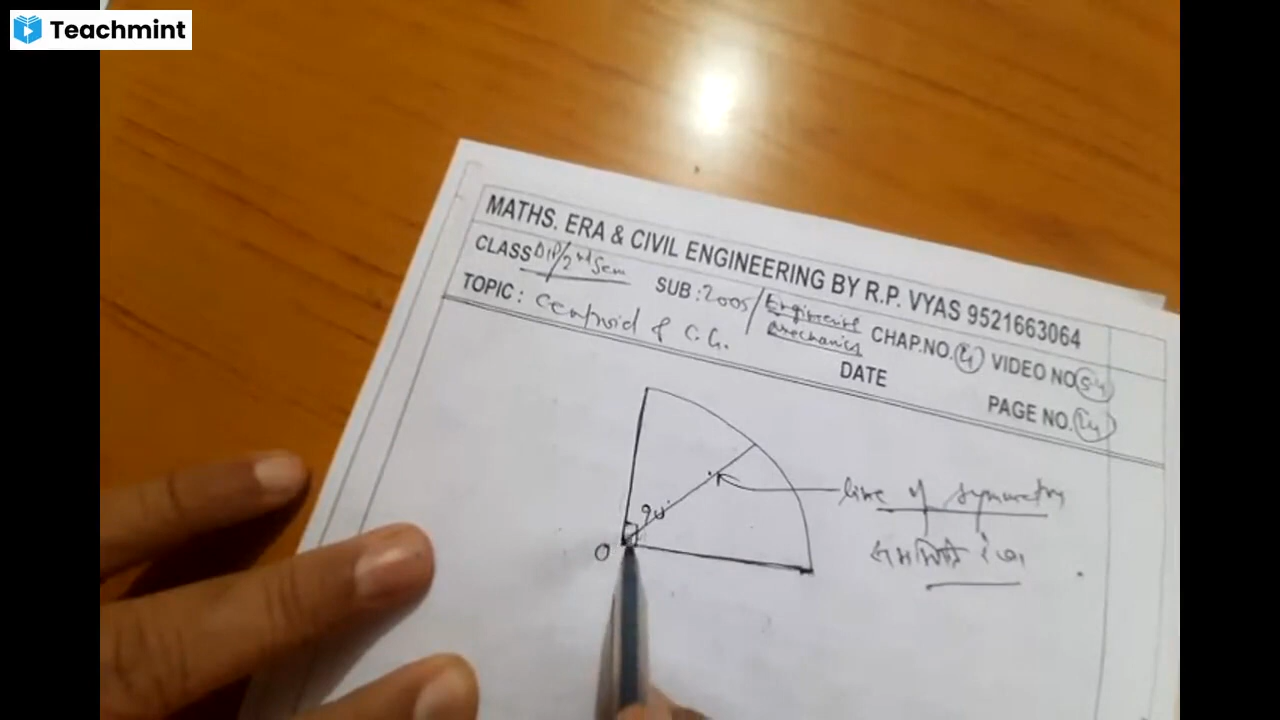 Teachmint
MATHS. ERA & CIVIL ENGINEERING BY R.P. VYAS 9521663064
CLASS DIP/2nd Sem SUB : 2005/Engineering Mechanics CHAP.NO. 4 VIDEO NO 54
TOPIC : Centroid & C.G. DATE PAGE NO.
90°
O
line of symmetry
सममिति रेखा